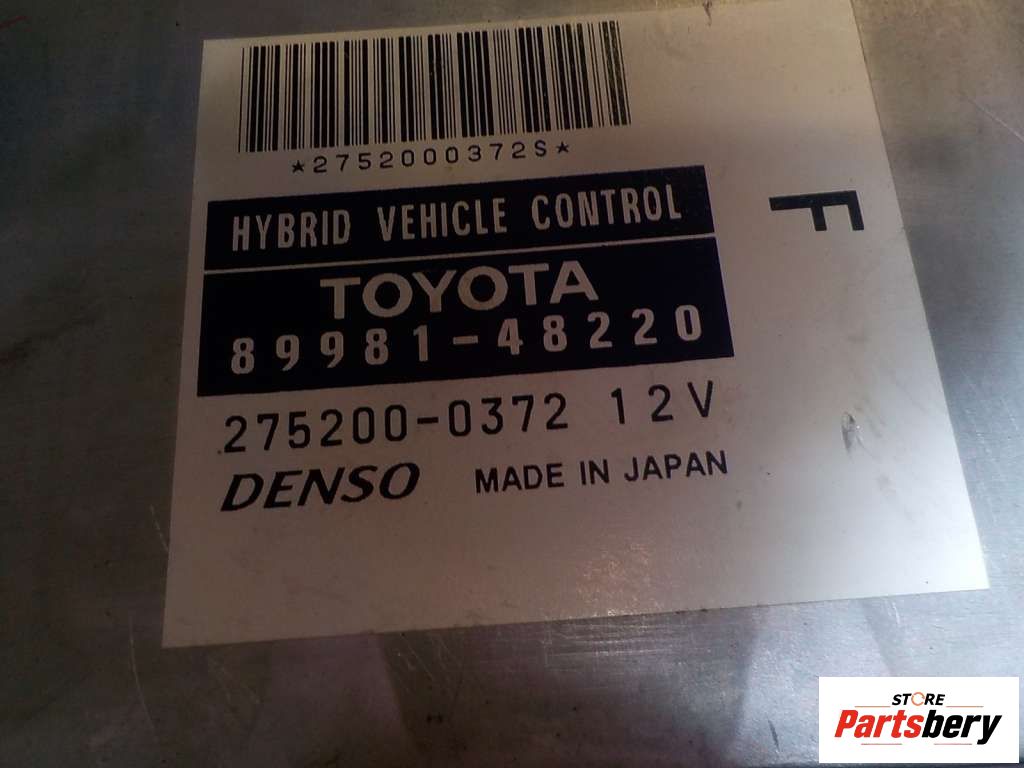 *2752000372S*
HYBRID VEHICLE CONTROL
F
TOYOTA
89981-48220
275200-0372 12V
DENSO MADE IN JAPAN
STORE
Partsbery